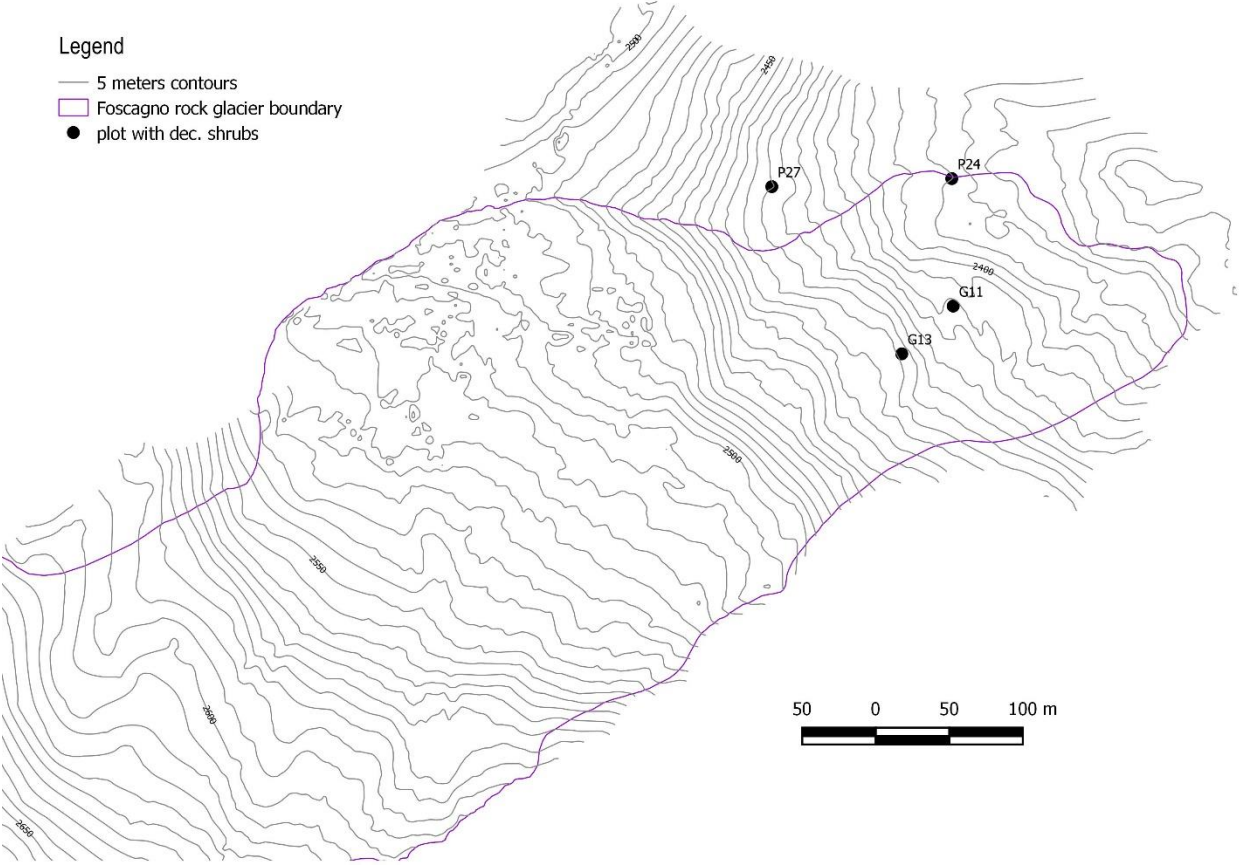 Legend
5 meters contours
Foscagno rock glacier boundary
plot with dec. shrubs
2500
2450
P27
P24
2400
G11
G13
2500
2550
2600
2650
50 0 50 100 m